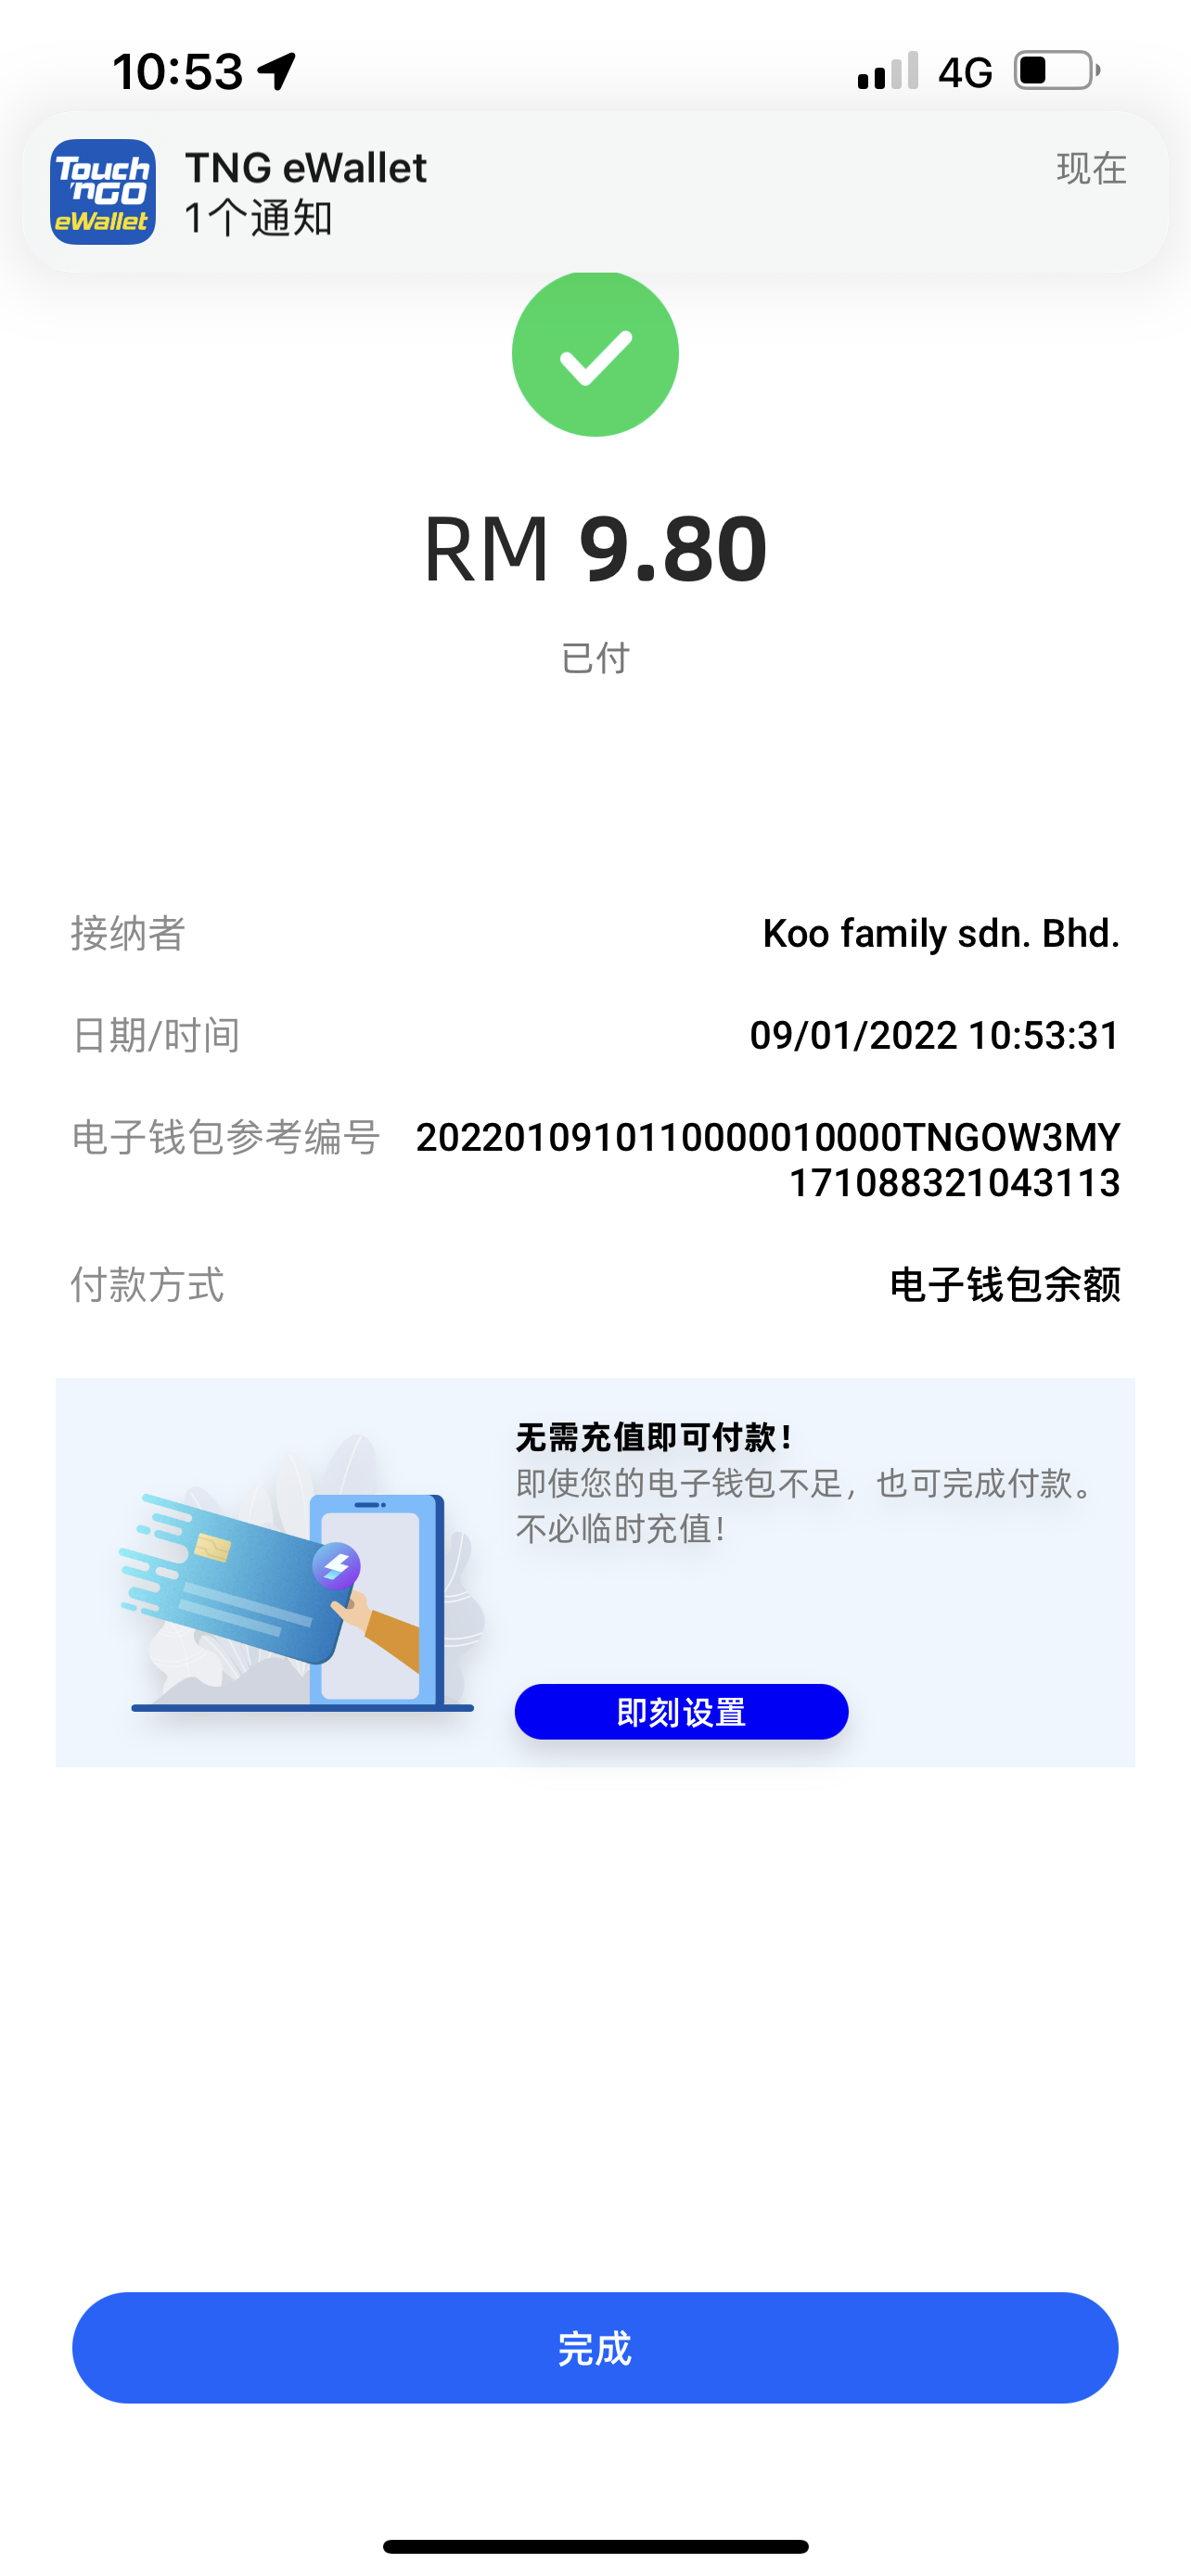 10:53
4G
Touch
'nGO
eWallet
TNG eWallet
现在
1个通知
RM 9.80
已付
接纳者
Koo family sdn. Bhd.
日期/时间
09/01/2022 10:53:31
电子钱包参考编号
20220109101110000010000TNGOW3MY
171088321043113
付款方式
电子钱包余额
无需充值即可付款！
即使您的电子钱包不足，也可完成付款。
不必临时充值！
即刻设置
完成